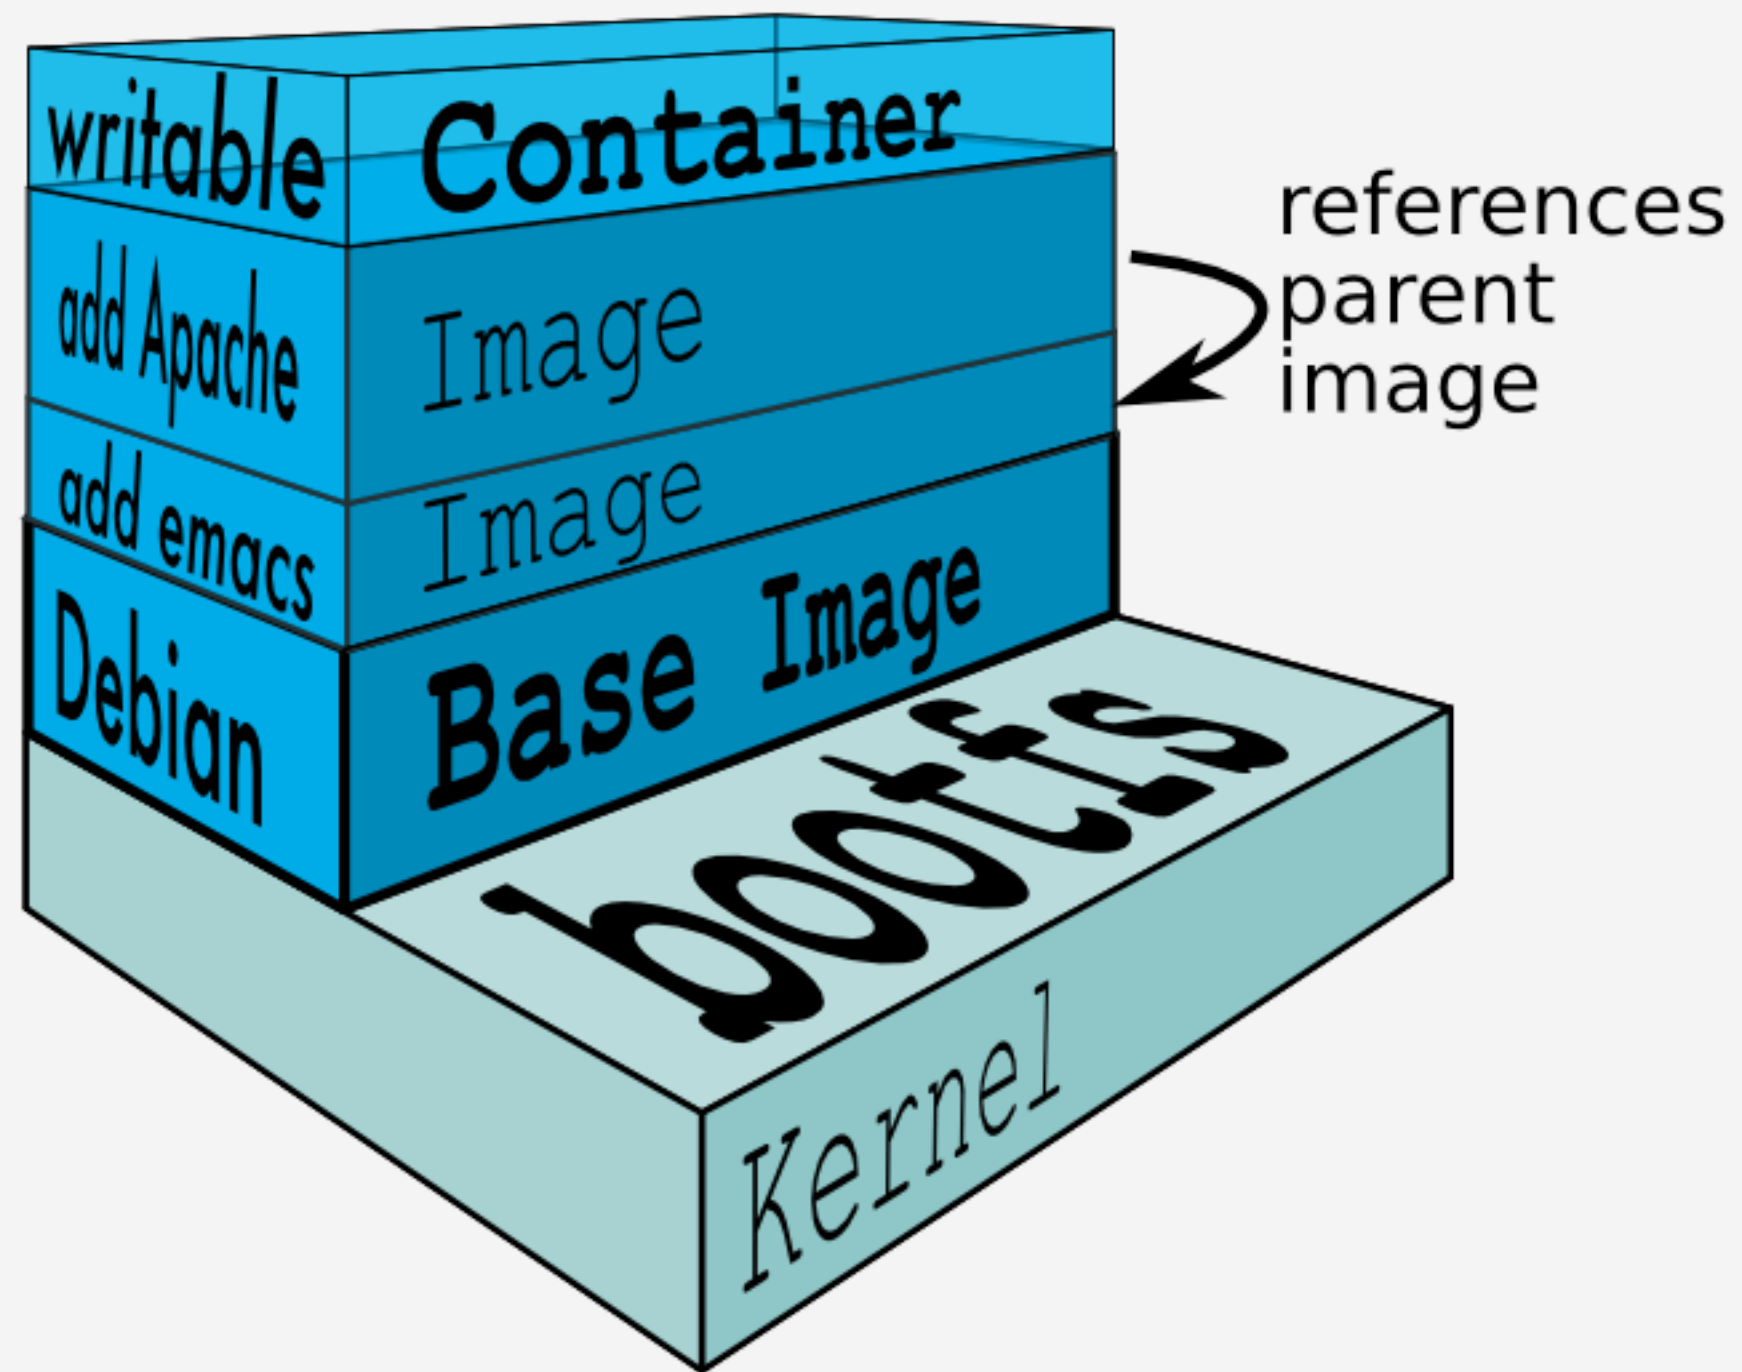 writable Container
add Apache Image
add emacs Image
Debian Base Image
bootfs
Kernel
references
parent
image